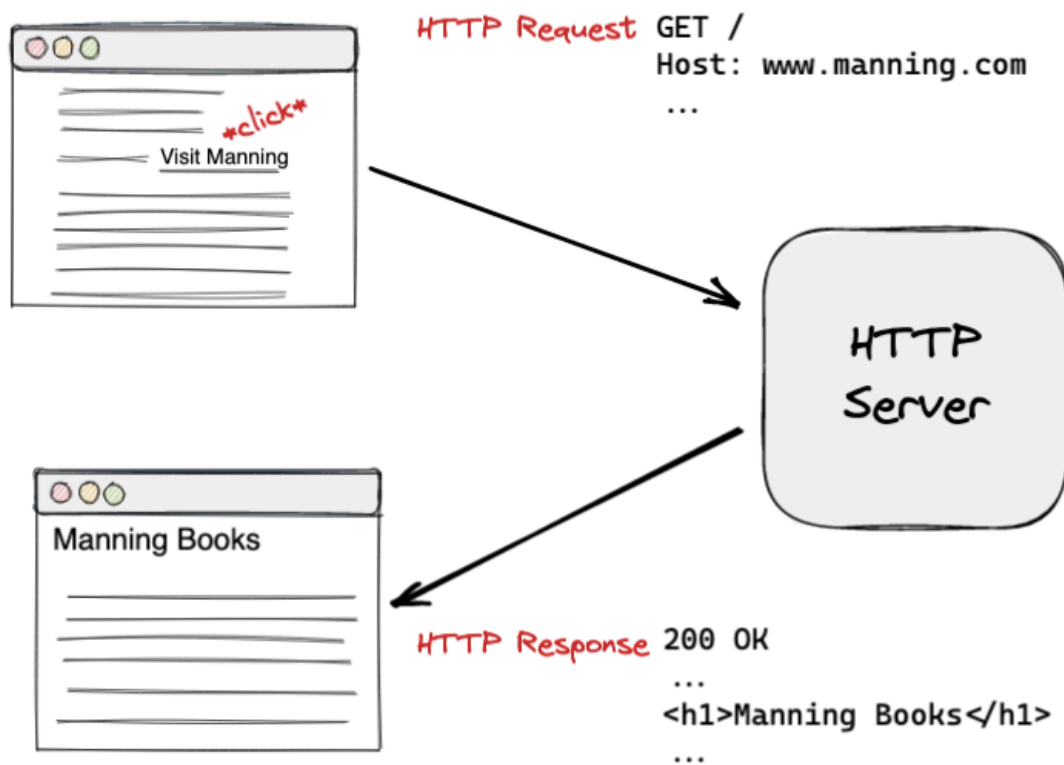 HTTP Request GET /
Host: www.manning.com
...
*click*
Visit Manning
HTTP
Server
Manning Books
HTTP Response 200 OK
...
<h1>Manning Books</h1>
...